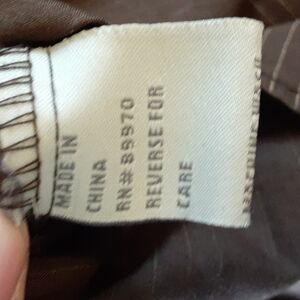 MADE IN
CHINA
RN# 89970
REVERSE FOR
CARE